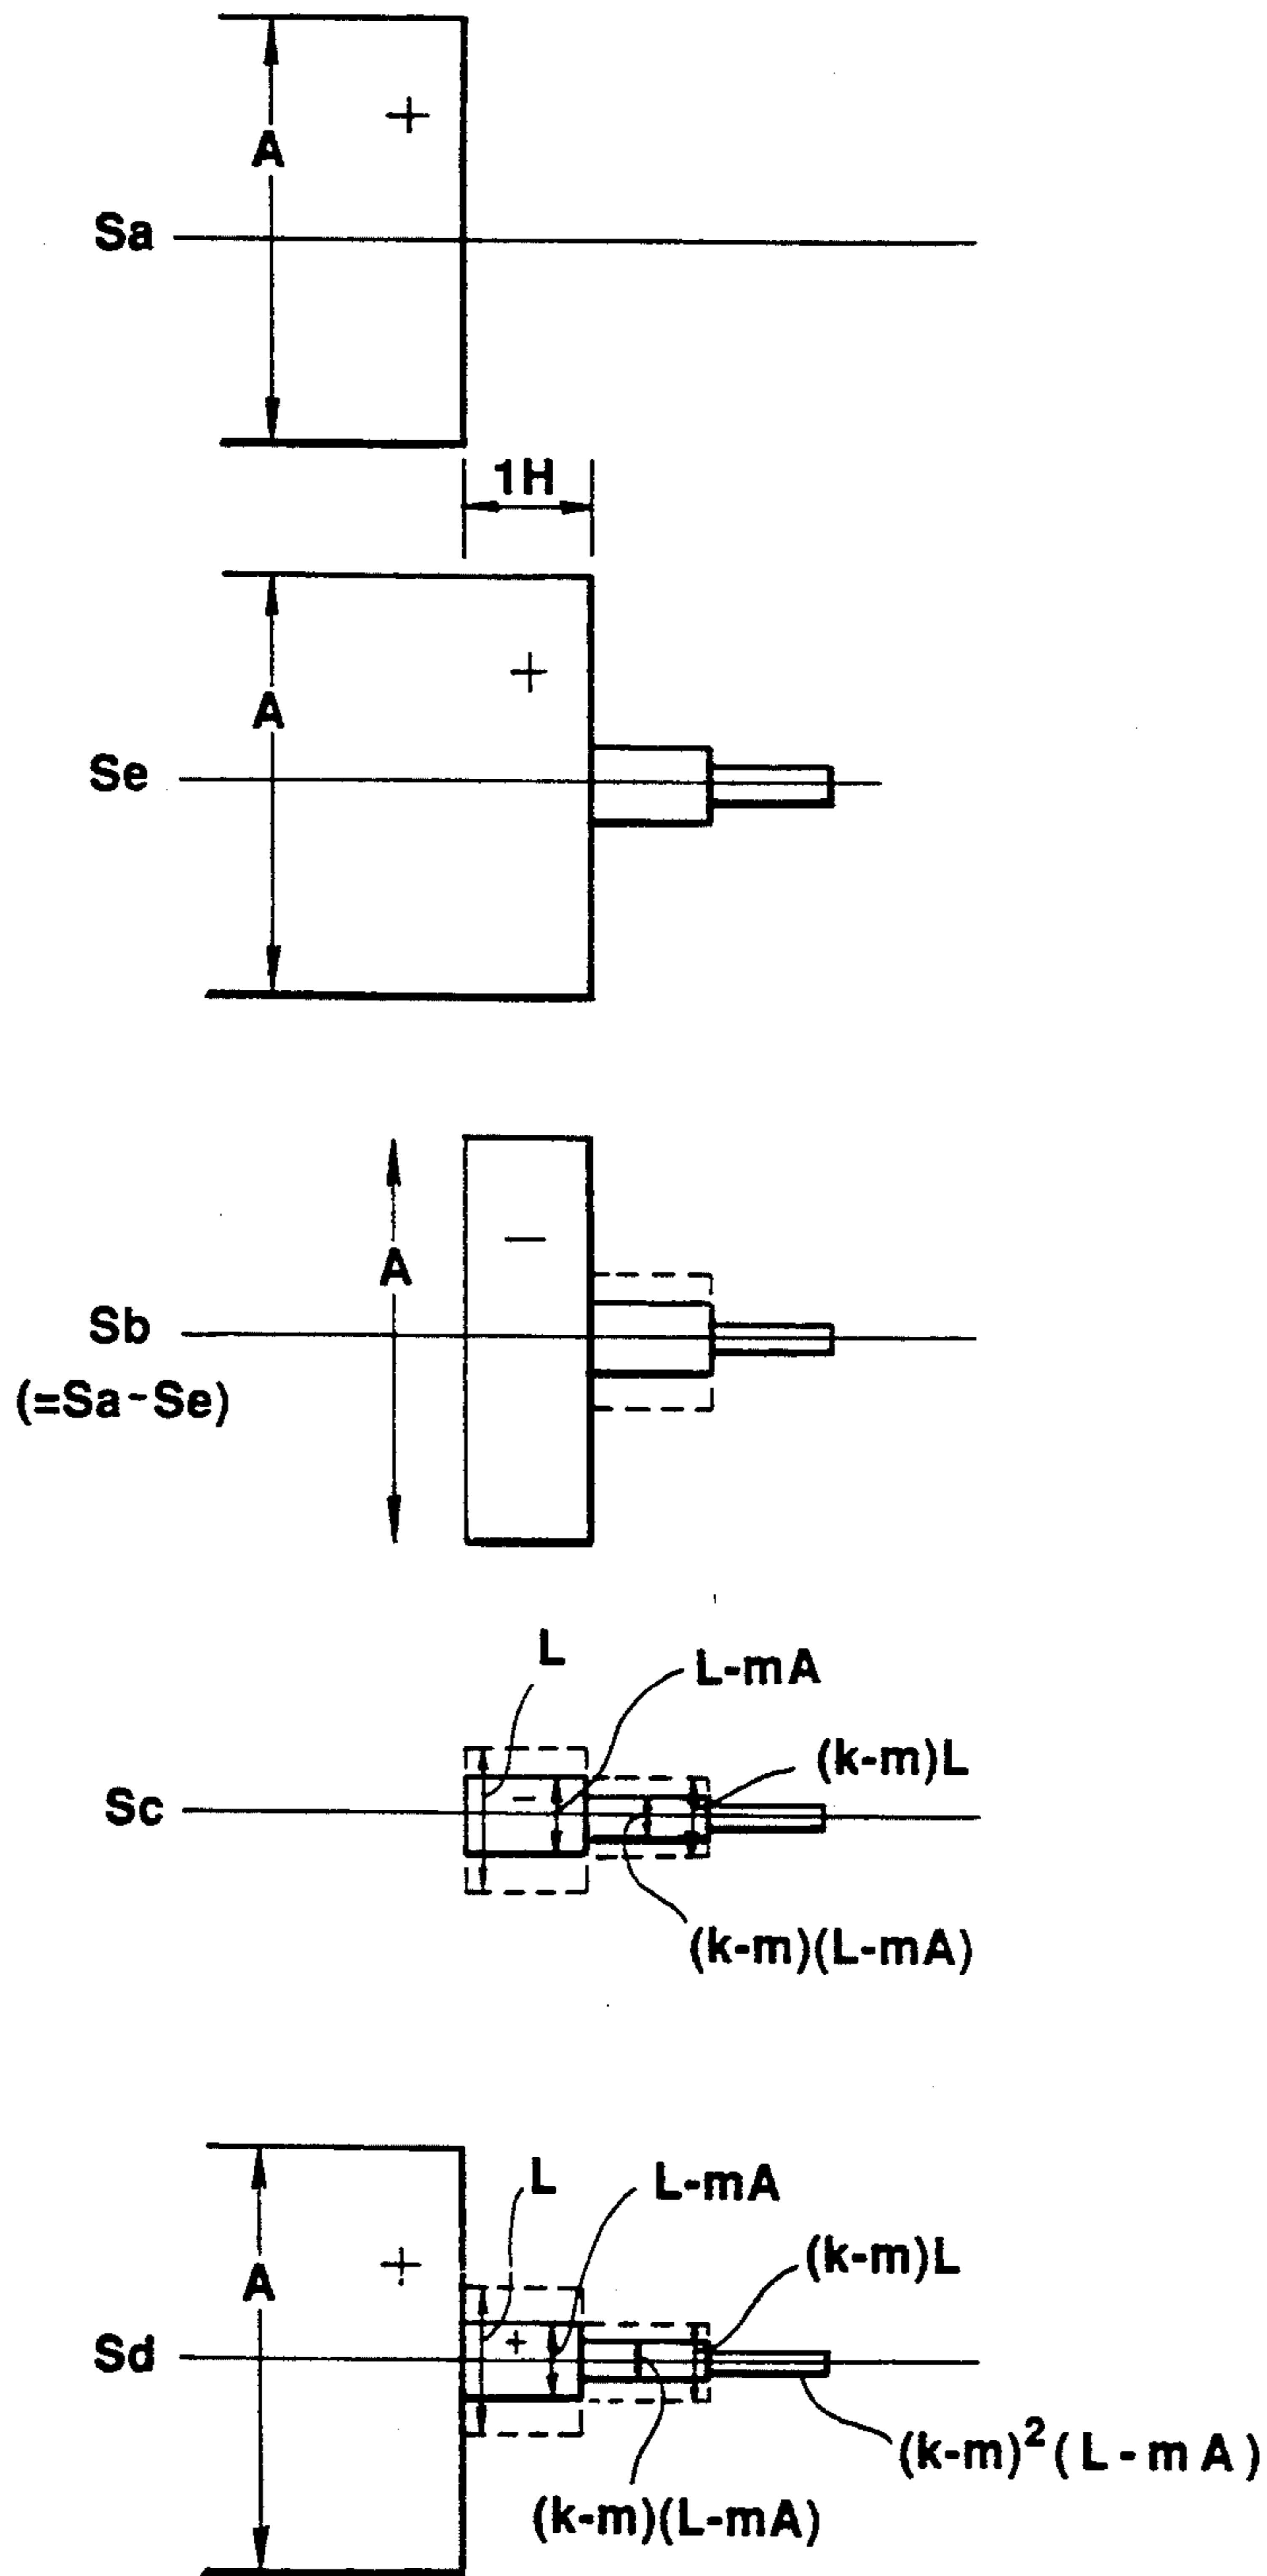 +
A
Sa
1H
+
A
Se
−
A
Sb
(=Sa-Se)
L
L-mA
(k-m)L
Sc
−
(k-m)(L-mA)
L
L-mA
(k-m)L
+
A
+
Sd
(k-m)²(L-mA)
(k-m)(L-mA)